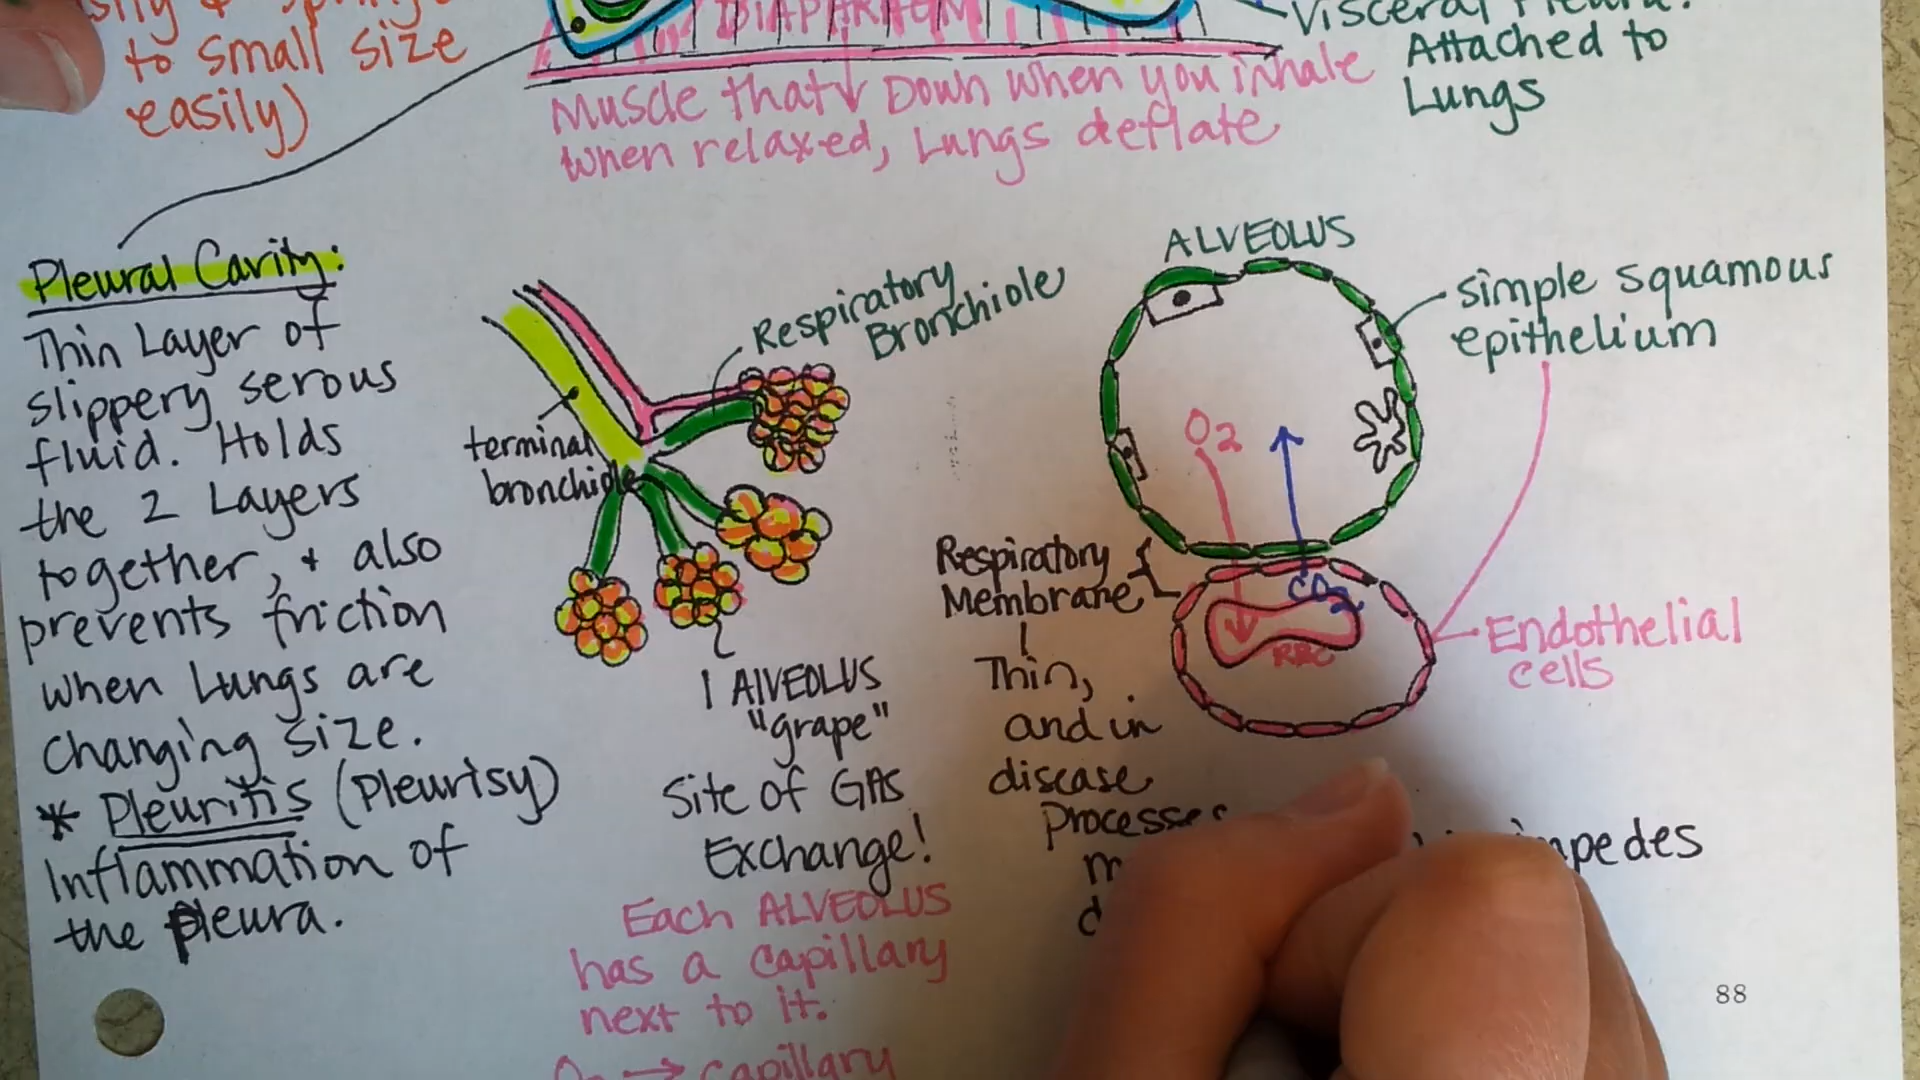 to small size
easily)
DIAPHRAGM
Muscle that ↓ Down when you inhale
when relaxed, Lungs deflate
Visceral Pleura:
Attached to
Lungs
Pleural Cavity:
Thin Layer of
slippery serous
fluid. Holds
the 2 Layers
together, + also
prevents friction
when Lungs are
changing size.
* Pleuritis (Pleurisy)
Inflammation of
the Pleura.
Respiratory
Bronchiole
terminal
bronchiole
1 AlVEOLUS
"grape"
Site of GAS
Exchange!
Each ALVEOLUS
has a capillary
next to it.
O2 → capillary
ALVEOLUS
simple squamous
epithelium
O2
CO2
RBC
Respiratory
Membrane
Thin,
and in
disease
processes
impedes
Endothelial
cells
88